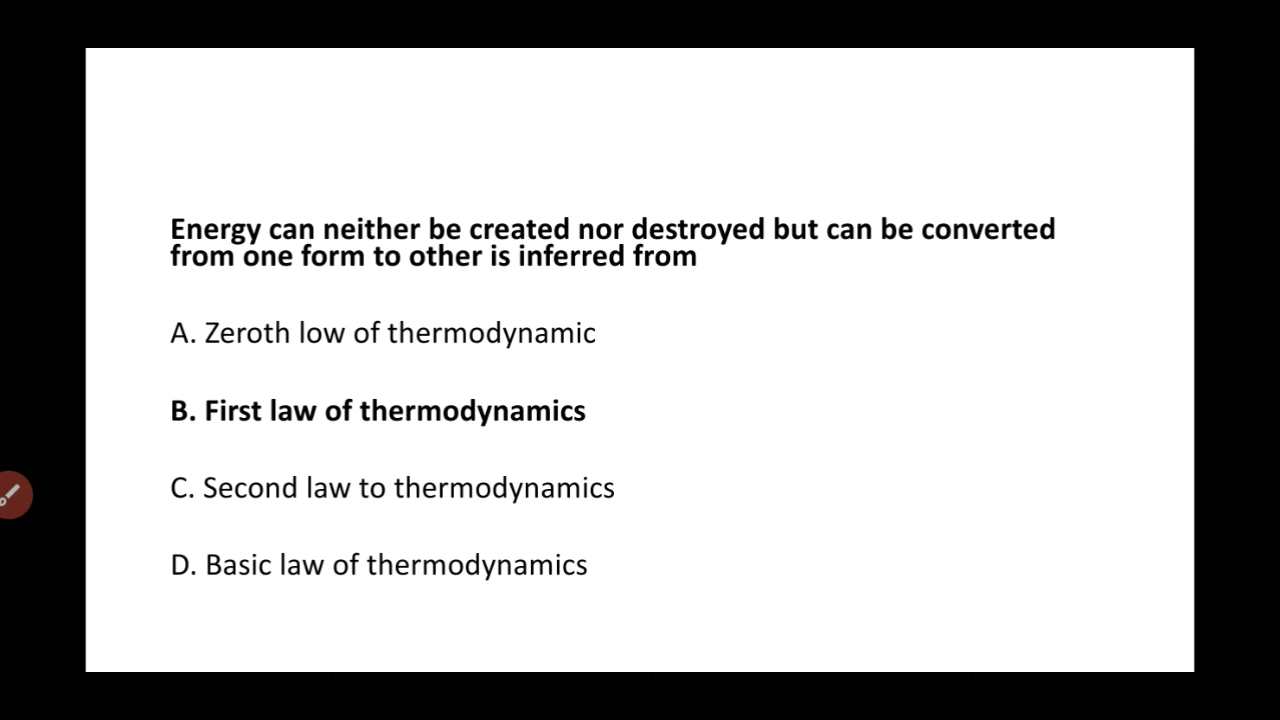 Energy can neither be created nor destroyed but can be converted
from one form to other is inferred from
A. Zeroth low of thermodynamic
B. First law of thermodynamics
C. Second law to thermodynamics
D. Basic law of thermodynamics